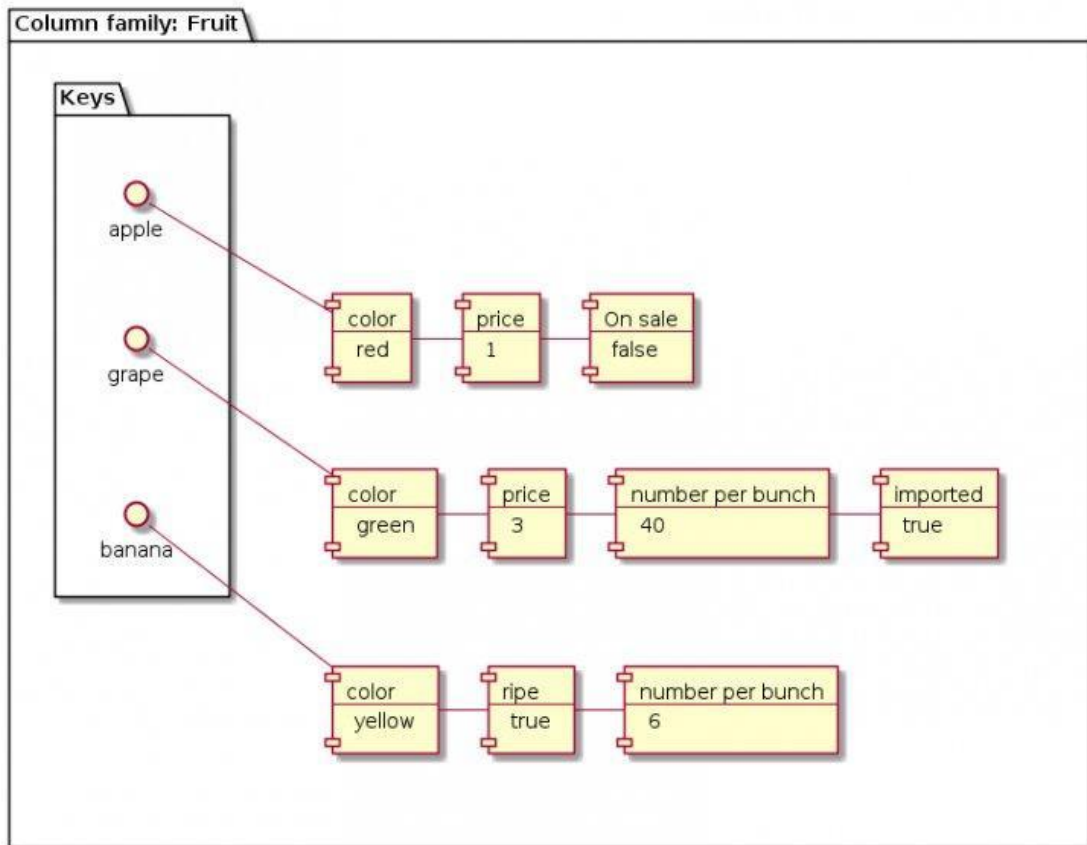 Column family: Fruit
Keys
apple
color
red
price
1
On sale
false
grape
color
green
price
3
number per bunch
40
imported
true
banana
color
yellow
ripe
true
number per bunch
6